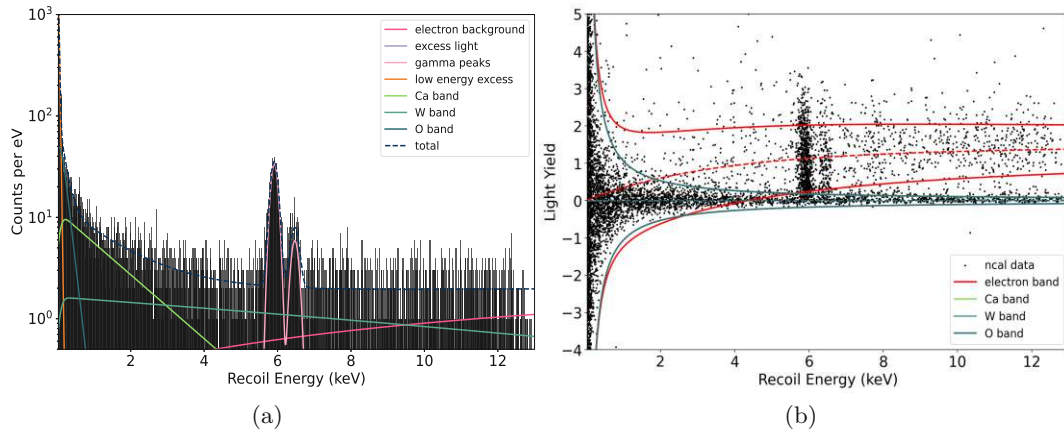 10³
10²
10¹
10⁰
Counts per eV
electron background
excess light
gamma peaks
low energy excess
Ca band
W band
O band
total
0
2
4
6
8
10
12
Recoil Energy (keV)
(a)
5
4
3
2
1
0
−1
−2
−3
−4
Light Yield
ncal data
electron band
Ca band
W band
O band
2
4
6
8
10
12
Recoil Energy (keV)
(b)